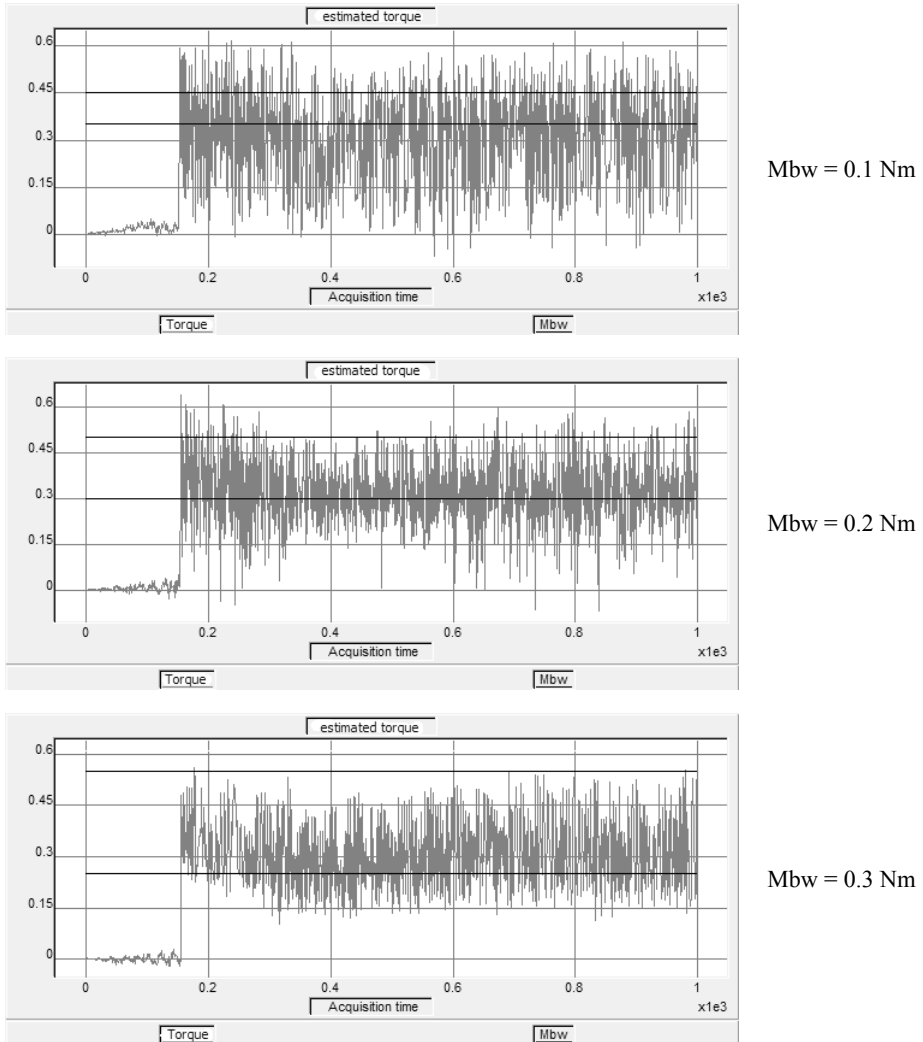 estimated torque
0.6
0.45
0.3
0.15
0
0 0.2 0.4 0.6 0.8 1
Acquisition time x1e3
Torque Mbw
Mbw = 0.1 Nm
estimated torque
0.6
0.45
0.3
0.15
0
0 0.2 0.4 0.6 0.8 1
Acquisition time x1e3
Torque Mbw
Mbw = 0.2 Nm
estimated torque
0.6
0.45
0.3
0.15
0
0 0.2 0.4 0.6 0.8 1
Acquisition time x1e3
Torque Mbw
Mbw = 0.3 Nm